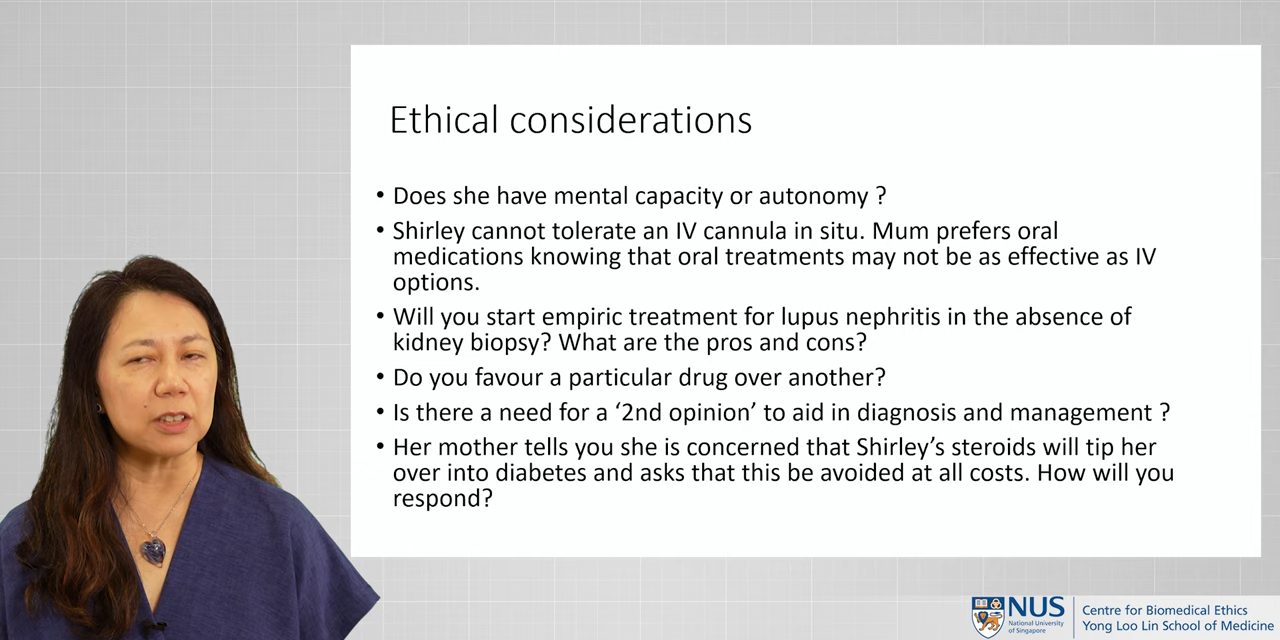 Ethical considerations
• Does she have mental capacity or autonomy ?
• Shirley cannot tolerate an IV cannula in situ. Mum prefers oral
medications knowing that oral treatments may not be as effective as IV
options.
• Will you start empiric treatment for lupus nephritis in the absence of
kidney biopsy? What are the pros and cons?
• Do you favour a particular drug over another?
• Is there a need for a ‘2nd opinion’ to aid in diagnosis and management ?
• Her mother tells you she is concerned that Shirley’s steroids will tip her
over into diabetes and asks that this be avoided at all costs. How will you
respond?
NUS
National University
of Singapore
Centre for Biomedical Ethics
Yong Loo Lin School of Medicine